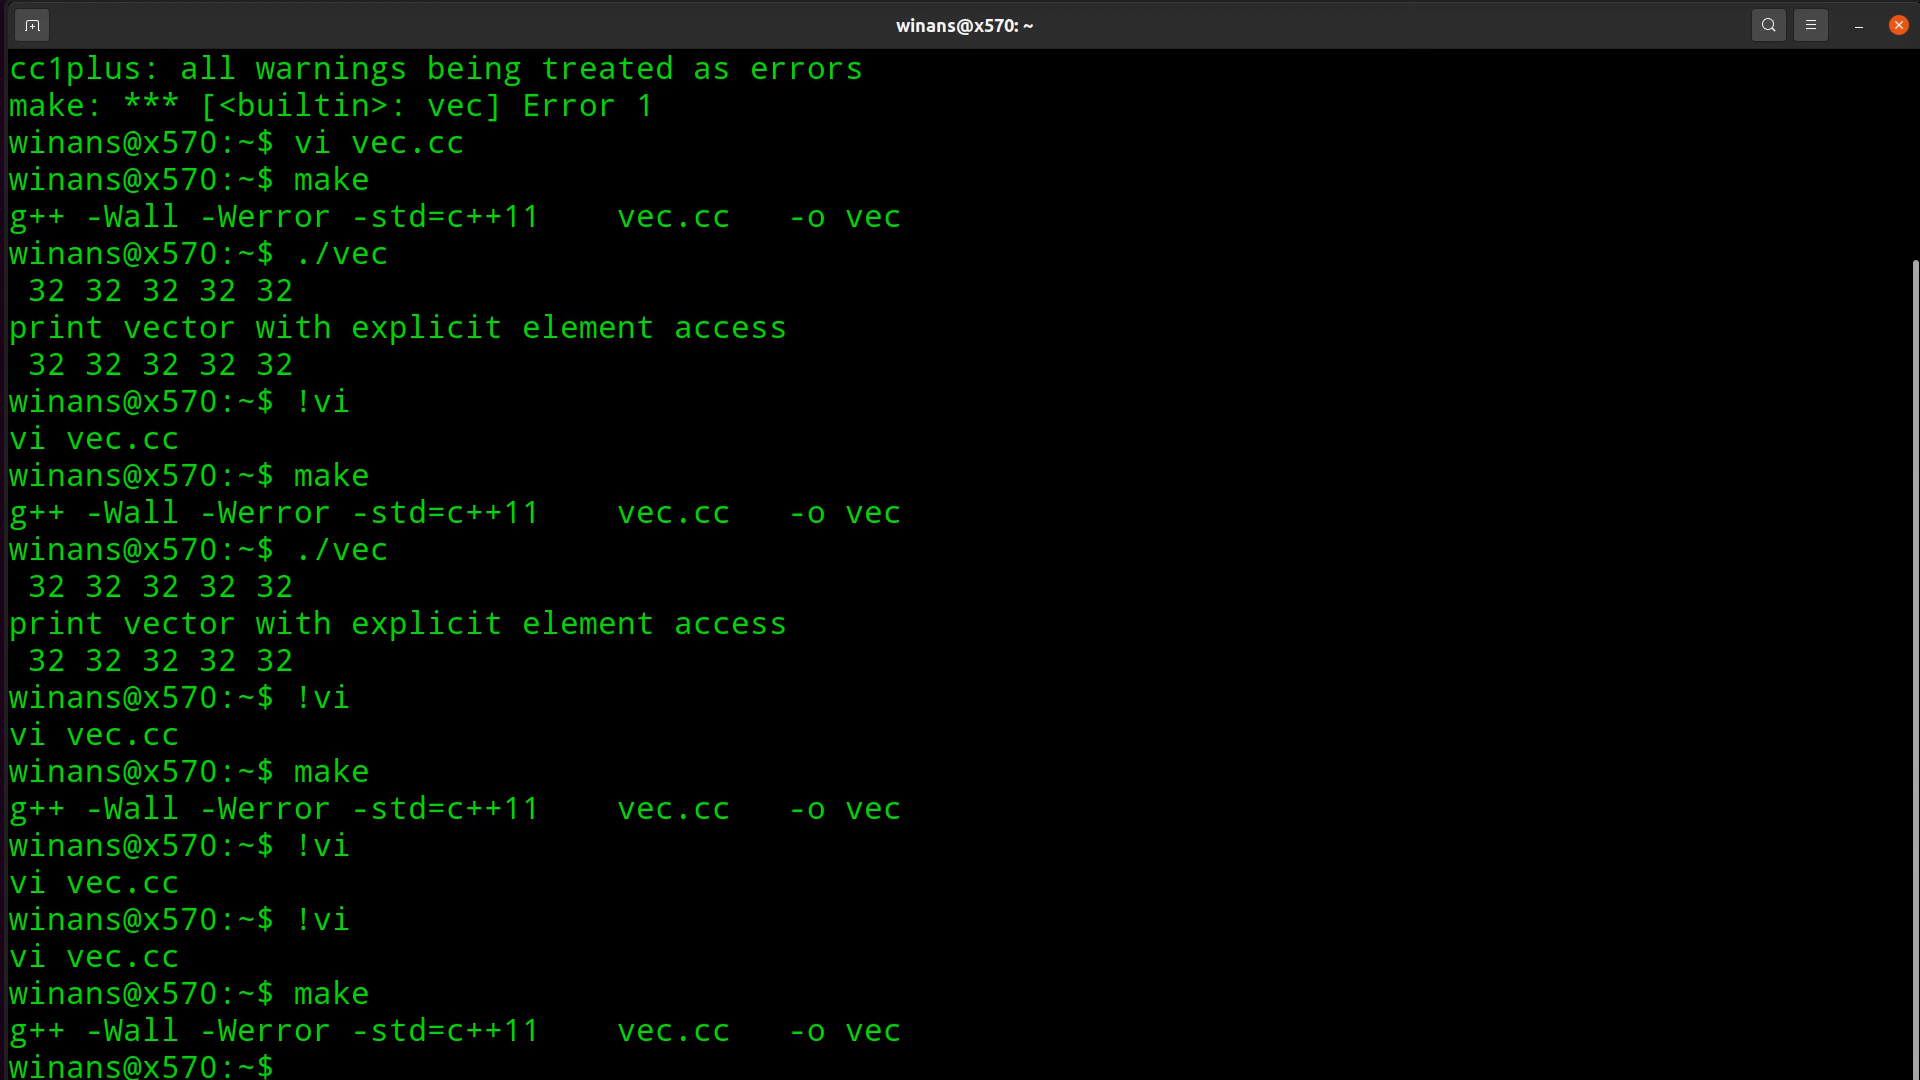 winans@x570: ~
cc1plus: all warnings being treated as errors
make: *** [<builtin>: vec] Error 1
winans@x570:~$ vi vec.cc
winans@x570:~$ make
g++ -Wall -Werror -std=c++11    vec.cc   -o vec
winans@x570:~$ ./vec
 32 32 32 32 32
print vector with explicit element access
 32 32 32 32 32
winans@x570:~$ !vi
vi vec.cc
winans@x570:~$ make
g++ -Wall -Werror -std=c++11    vec.cc   -o vec
winans@x570:~$ ./vec
 32 32 32 32 32
print vector with explicit element access
 32 32 32 32 32
winans@x570:~$ !vi
vi vec.cc
winans@x570:~$ make
g++ -Wall -Werror -std=c++11    vec.cc   -o vec
winans@x570:~$ !vi
vi vec.cc
winans@x570:~$ !vi
vi vec.cc
winans@x570:~$ make
g++ -Wall -Werror -std=c++11    vec.cc   -o vec
winans@x570:~$